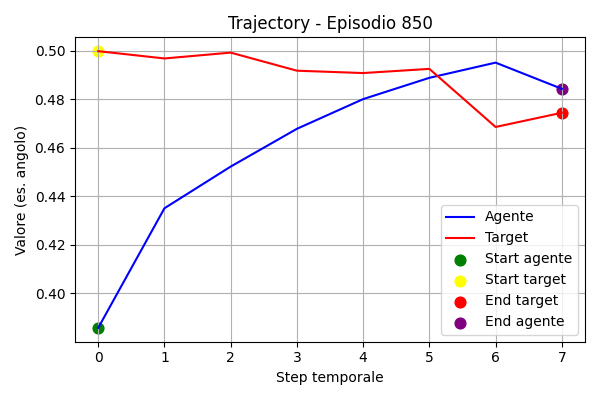 Trajectory - Episodio 850
Valore (es. angolo)
0.50
0.48
0.46
0.44
0.42
0.40
0 1 2 3 4 5 6 7
Step temporale
Agente
Target
Start agente
Start target
End target
End agente